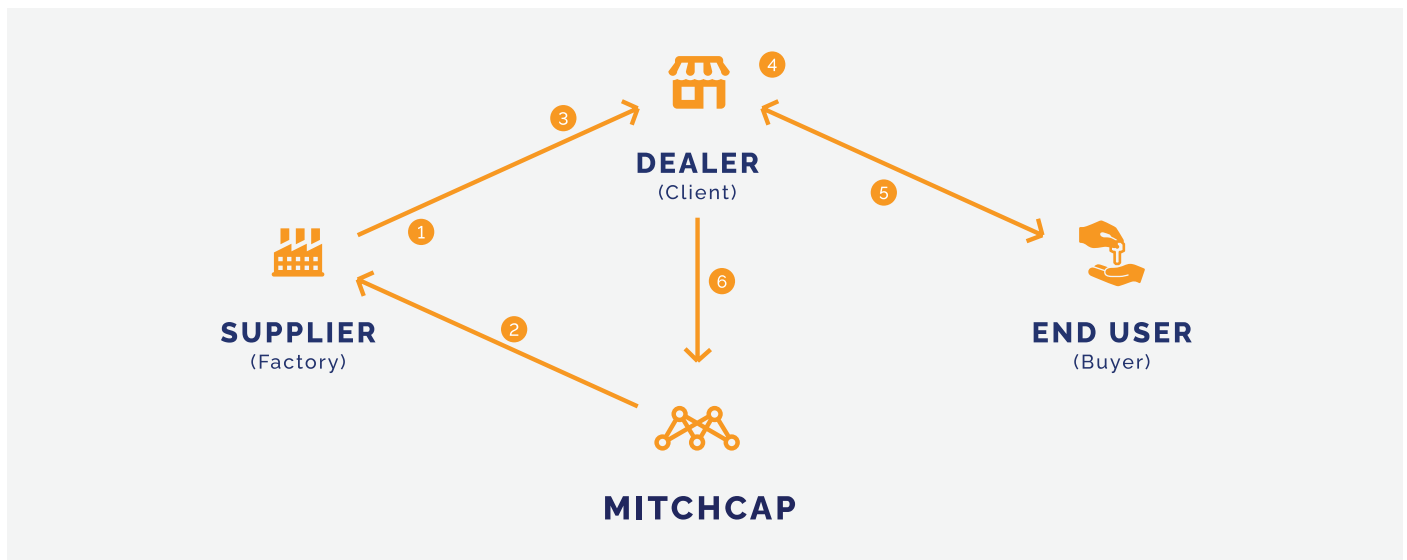 4
3
DEALER
(Client)
5
1
6
2
SUPPLIER
(Factory)
END USER
(Buyer)
MITCHCAP